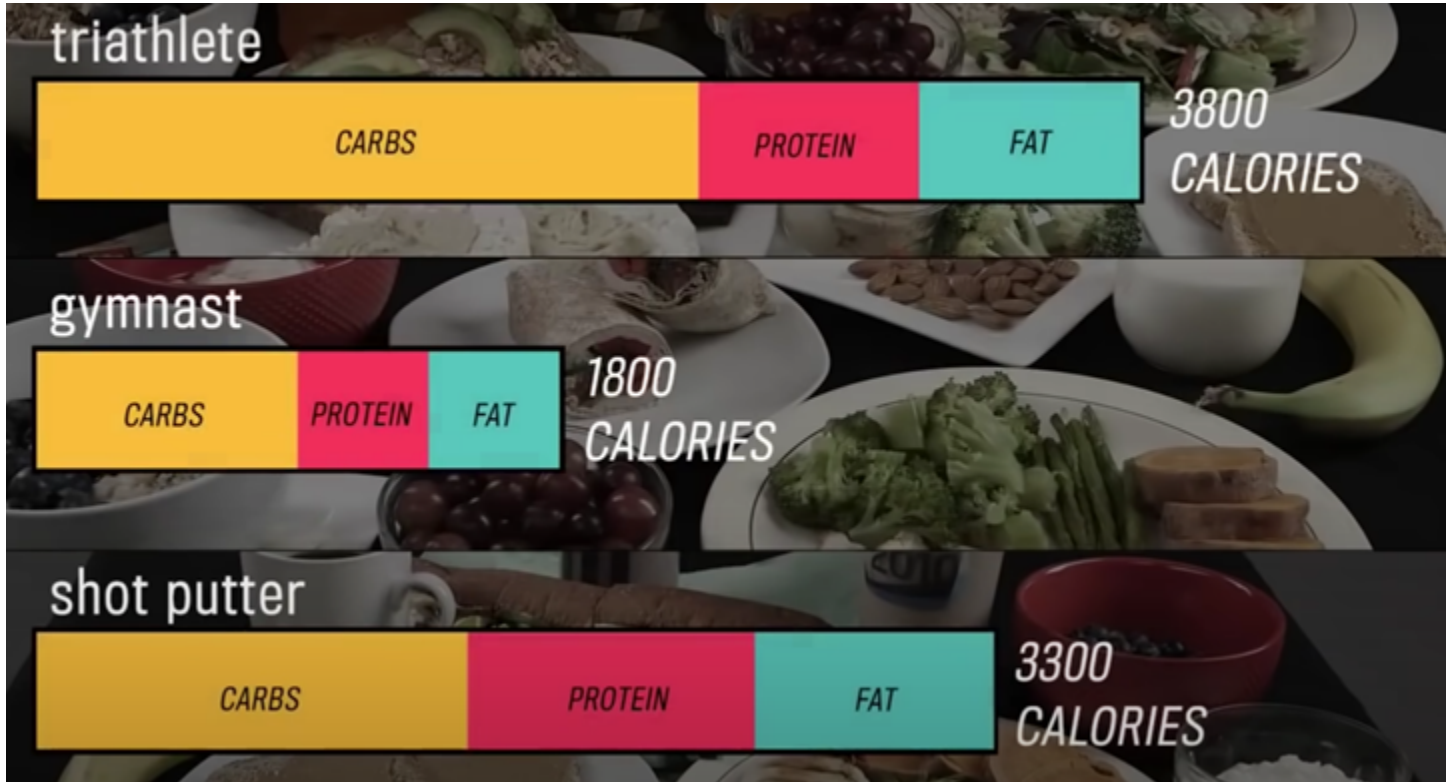 triathlete
CARBS PROTEIN FAT
3800
CALORIES
gymnast
CARBS PROTEIN FAT
1800
CALORIES
shot putter
CARBS PROTEIN FAT
3300
CALORIES